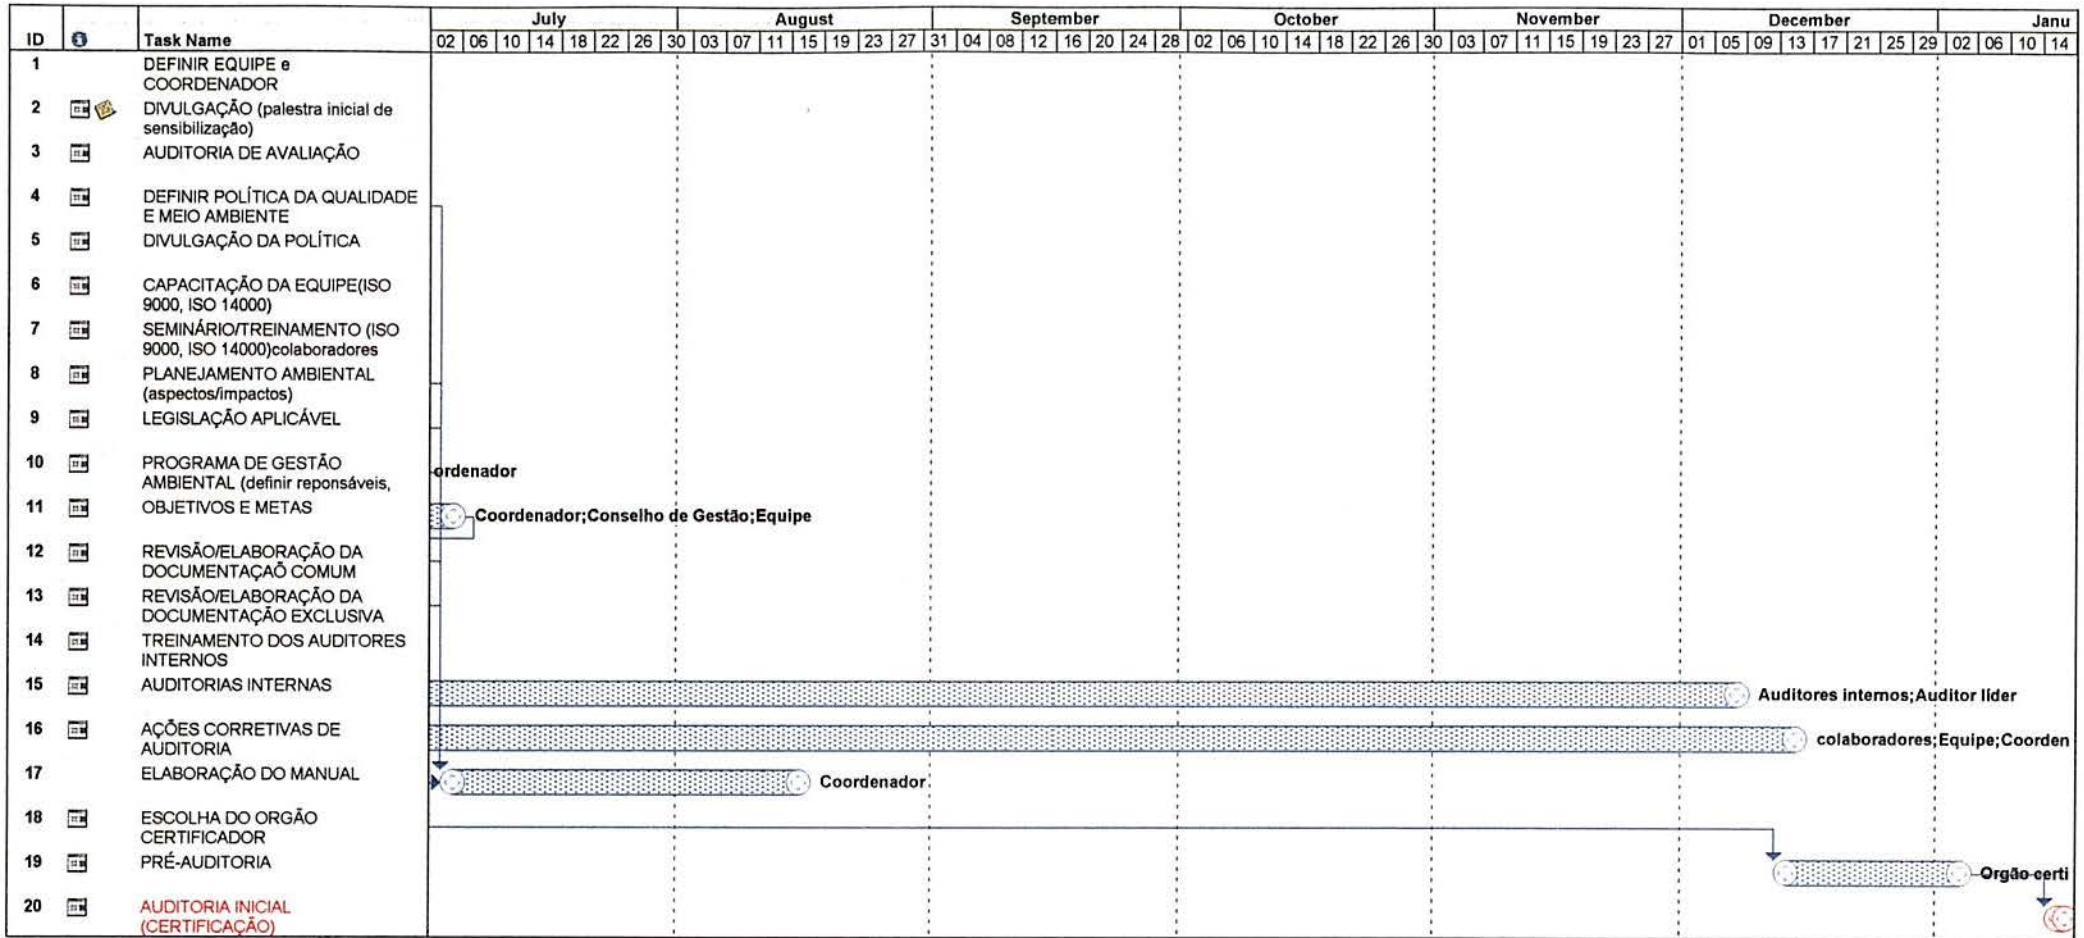 July August September October November December Janu
ID Task Name 02 06 10 14 18 22 26 30 03 07 11 15 19 23 27 31 04 08 12 16 20 24 28 02 06 10 14 18 22 26 30 03 07 11 15 19 23 27 01 05 09 13 17 21 25 29 02 06 10 14
1 DEFINIR EQUIPE e
COORDENADOR
2 DIVULGAÇÃO (palestra inicial de
sensibilização)
3 AUDITORIA DE AVALIAÇÃO
4 DEFINIR POLÍTICA DA QUALIDADE
E MEIO AMBIENTE
5 DIVULGAÇÃO DA POLÍTICA
6 CAPACITAÇÃO DA EQUIPE(ISO
9000, ISO 14000)
7 SEMINÁRIO/TREINAMENTO (ISO
9000, ISO 14000)colaboradores
8 PLANEJAMENTO AMBIENTAL
(aspectos/impactos)
9 LEGISLAÇÃO APLICÁVEL
10 PROGRAMA DE GESTÃO
AMBIENTAL (definir reponsáveis,
ordenador
11 OBJETIVOS E METAS
Coordenador;Conselho de Gestão;Equipe
12 REVISÃO/ELABORAÇÃO DA
DOCUMENTAÇAÕ COMUM
13 REVISÃO/ELABORAÇÃO DA
DOCUMENTAÇÃO EXCLUSIVA
14 TREINAMENTO DOS AUDITORES
INTERNOS
15 AUDITORIAS INTERNAS
Auditores internos;Auditor líder
16 AÇÕES CORRETIVAS DE
AUDITORIA
colaboradores;Equipe;Coorden
17 ELABORAÇÃO DO MANUAL
Coordenador
18 ESCOLHA DO ORGÃO
CERTIFICADOR
19 PRÉ-AUDITORIA
Orgão certi
20 AUDITORIA INICIAL
(CERTIFICAÇÃO)